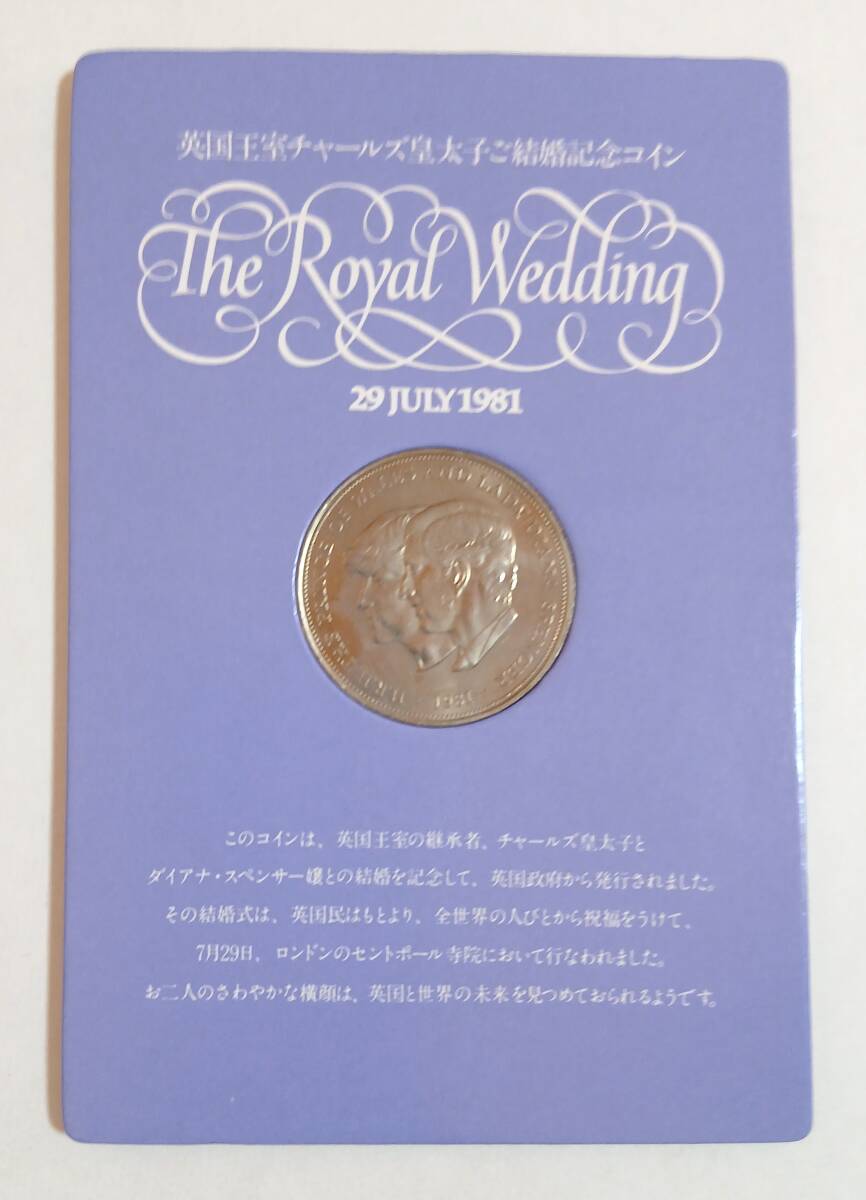 英国王室チャールズ皇太子ご結婚記念コイン
The Royal Wedding
29 JULY 1981
PRINCE OF WALES AND LADY DIANA SPENCER
1981
このコインは、英国王室の継承者、チャールズ皇太子と
ダイアナ・スペンサー嬢との結婚を記念して、英国政府から発行されました。
その結婚式は、英国民はもとより、全世界の人びとから祝福をうけて、
7月29日、ロンドンのセントポール寺院において行なわれました。
お二人のさわやかな横顔は、英国と世界の未来を見つめておられるようです。